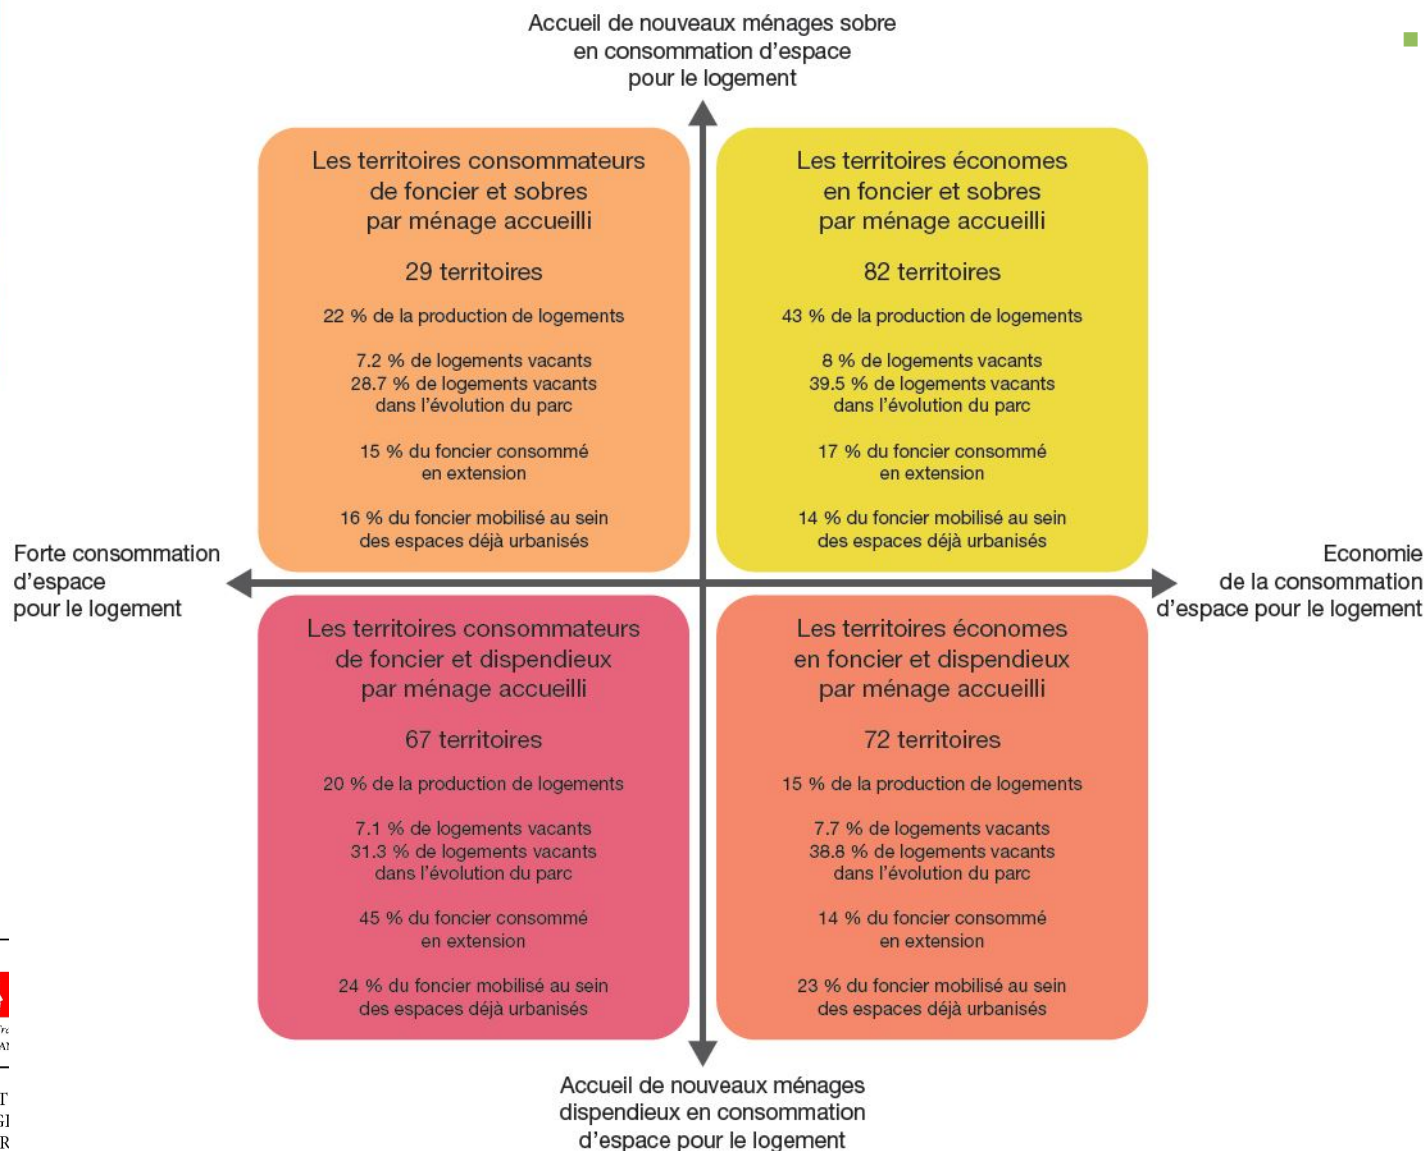 Accueil de nouveaux ménages sobre
en consommation d'espace
pour le logement
Les territoires consommateurs
de foncier et sobres
par ménage accueilli
29 territoires
22 % de la production de logements
7.2 % de logements vacants
28.7 % de logements vacants
dans l'évolution du parc
15 % du foncier consommé
en extension
16 % du foncier mobilisé au sein
des espaces déjà urbanisés
Les territoires économes
en foncier et sobres
par ménage accueilli
82 territoires
43 % de la production de logements
8 % de logements vacants
39.5 % de logements vacants
dans l'évolution du parc
17 % du foncier consommé
en extension
14 % du foncier mobilisé au sein
des espaces déjà urbanisés
Forte consommation
d'espace
pour le logement
Economie
de la consommation
d'espace pour le logement
Les territoires consommateurs
de foncier et dispendieux
par ménage accueilli
67 territoires
20 % de la production de logements
7.1 % de logements vacants
31.3 % de logements vacants
dans l'évolution du parc
45 % du foncier consommé
en extension
24 % du foncier mobilisé au sein
des espaces déjà urbanisés
Les territoires économes
en foncier et dispendieux
par ménage accueilli
72 territoires
15 % de la production de logements
7.7 % de logements vacants
38.8 % de logements vacants
dans l'évolution du parc
14 % du foncier consommé
en extension
23 % du foncier mobilisé au sein
des espaces déjà urbanisés
Accueil de nouveaux ménages
dispendieux en consommation
d'espace pour le logement